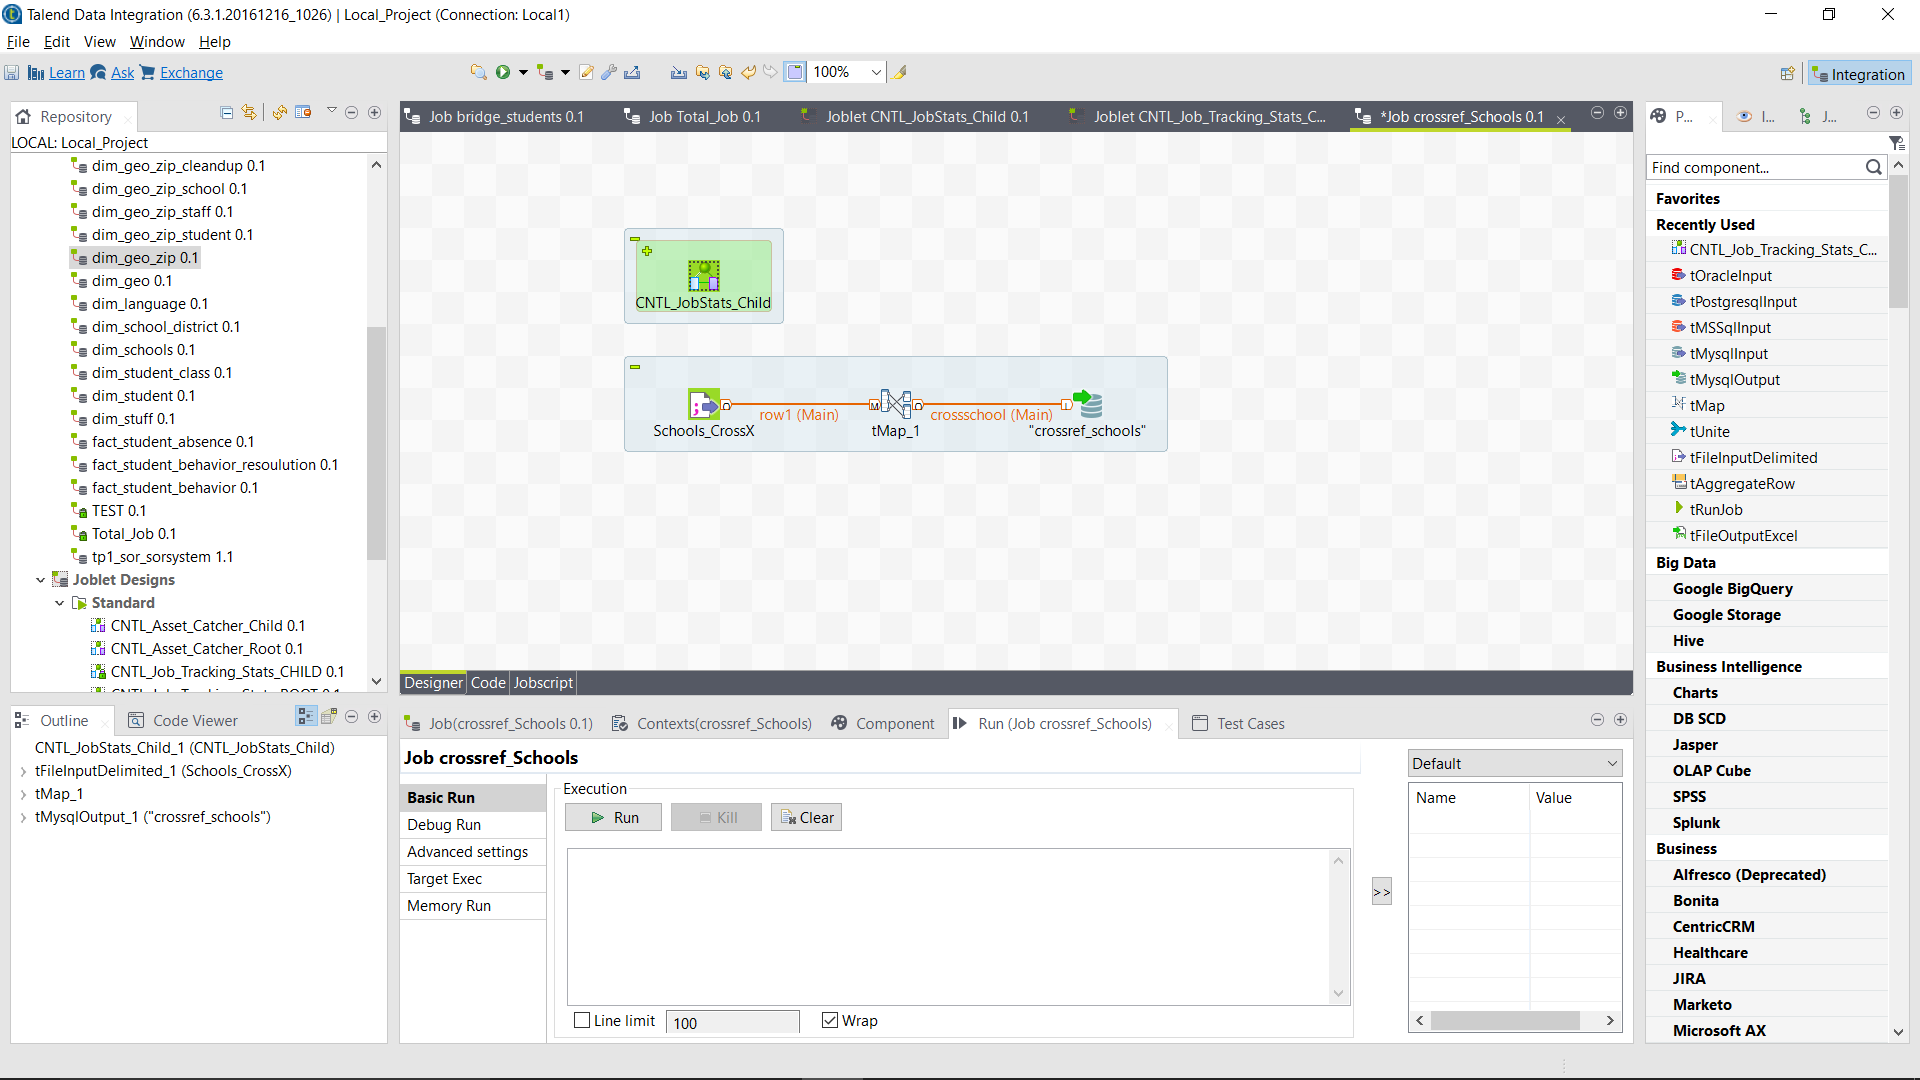 Talend Data Integration (6.3.1.20161216_1026) | Local_Project (Connection: Local1)
File Edit View Window Help
Learn Ask Exchange
100%
Integration
Repository
LOCAL: Local_Project
dim_geo_zip_cleandup 0.1
dim_geo_zip_school 0.1
dim_geo_zip_staff 0.1
dim_geo_zip_student 0.1
dim_geo_zip 0.1
dim_geo 0.1
dim_language 0.1
dim_school_district 0.1
dim_schools 0.1
dim_student_class 0.1
dim_student 0.1
dim_stuff 0.1
fact_student_absence 0.1
fact_student_behavior_resoulution 0.1
fact_student_behavior 0.1
TEST 0.1
Total_Job 0.1
tp1_sor_sorsystem 1.1
Joblet Designs
Standard
CNTL_Asset_Catcher_Child 0.1
CNTL_Asset_Catcher_Root 0.1
CNTL_Job_Tracking_Stats_CHILD 0.1
Outline
Code Viewer
CNTL_JobStats_Child_1 (CNTL_JobStats_Child)
tFileInputDelimited_1 (Schools_CrossX)
tMap_1
tMysqlOutput_1 ("crossref_schools")
Job bridge_students 0.1
Job Total_Job 0.1
Joblet CNTL_JobStats_Child 0.1
Joblet CNTL_Job_Tracking_Stats_C...
*Job crossref_Schools 0.1
CNTL_JobStats_Child
row1 (Main)
crossschool (Main)
Schools_CrossX
tMap_1
"crossref_schools"
Designer
Code
Jobscript
Job(crossref_Schools 0.1)
Contexts(crossref_Schools)
Component
Run (Job crossref_Schools)
Test Cases
Job crossref_Schools
Basic Run
Debug Run
Advanced settings
Target Exec
Memory Run
Execution
Run
Kill
Clear
Line limit
100
Wrap
>>
Default
Name
Value
P...
I...
J...
Find component...
Favorites
Recently Used
CNTL_Job_Tracking_Stats_C...
tOracleInput
tPostgresqlInput
tMSSqlInput
tMysqlInput
tMysqlOutput
tMap
tUnite
tFileInputDelimited
tAggregateRow
tRunJob
tFileOutputExcel
Big Data
Google BigQuery
Google Storage
Hive
Business Intelligence
Charts
DB SCD
Jasper
OLAP Cube
SPSS
Splunk
Business
Alfresco (Deprecated)
Bonita
CentricCRM
Healthcare
JIRA
Marketo
Microsoft AX